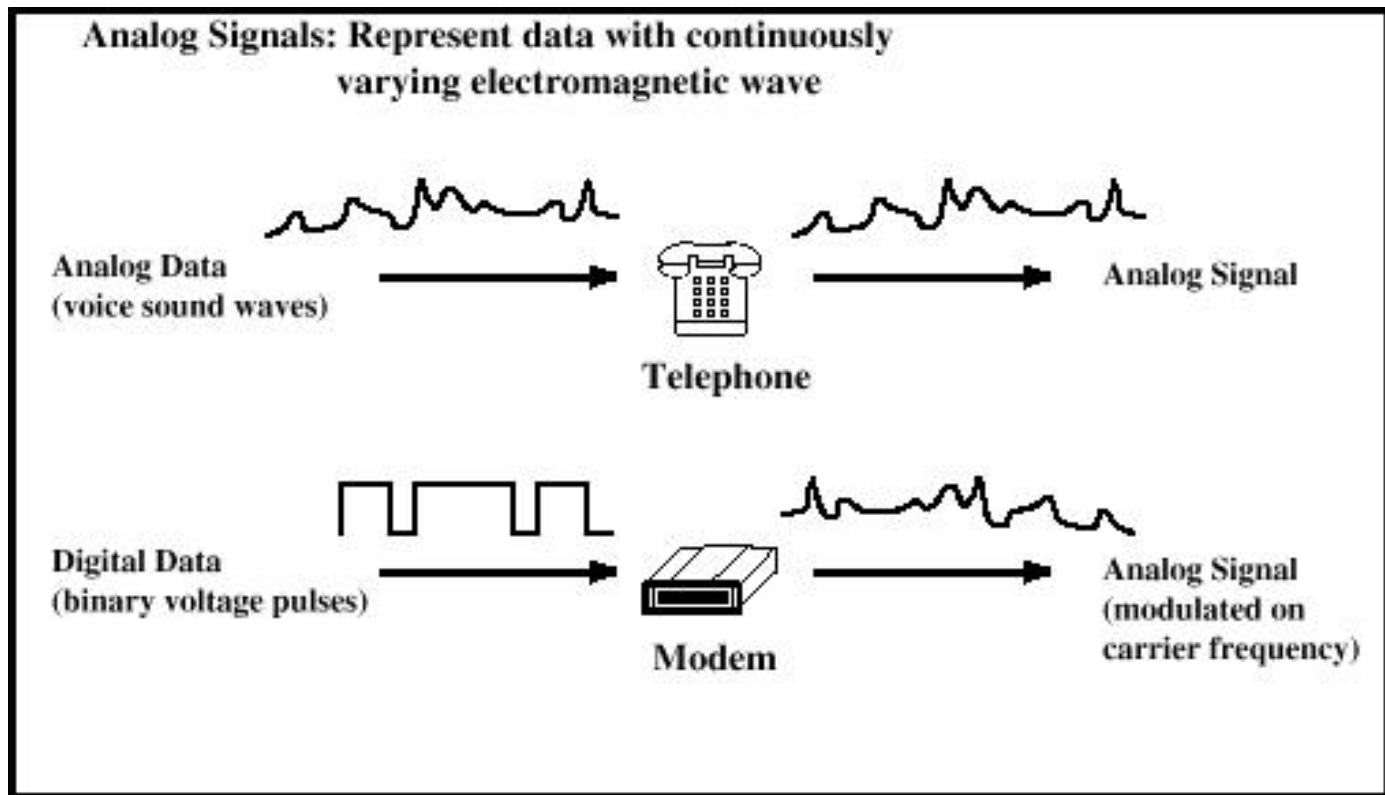 Analog Signals: Represent data with continuously
varying electromagnetic wave
Analog Data
(voice sound waves)
Telephone
Analog Signal
Digital Data
(binary voltage pulses)
Modem
Analog Signal
(modulated on
carrier frequency)